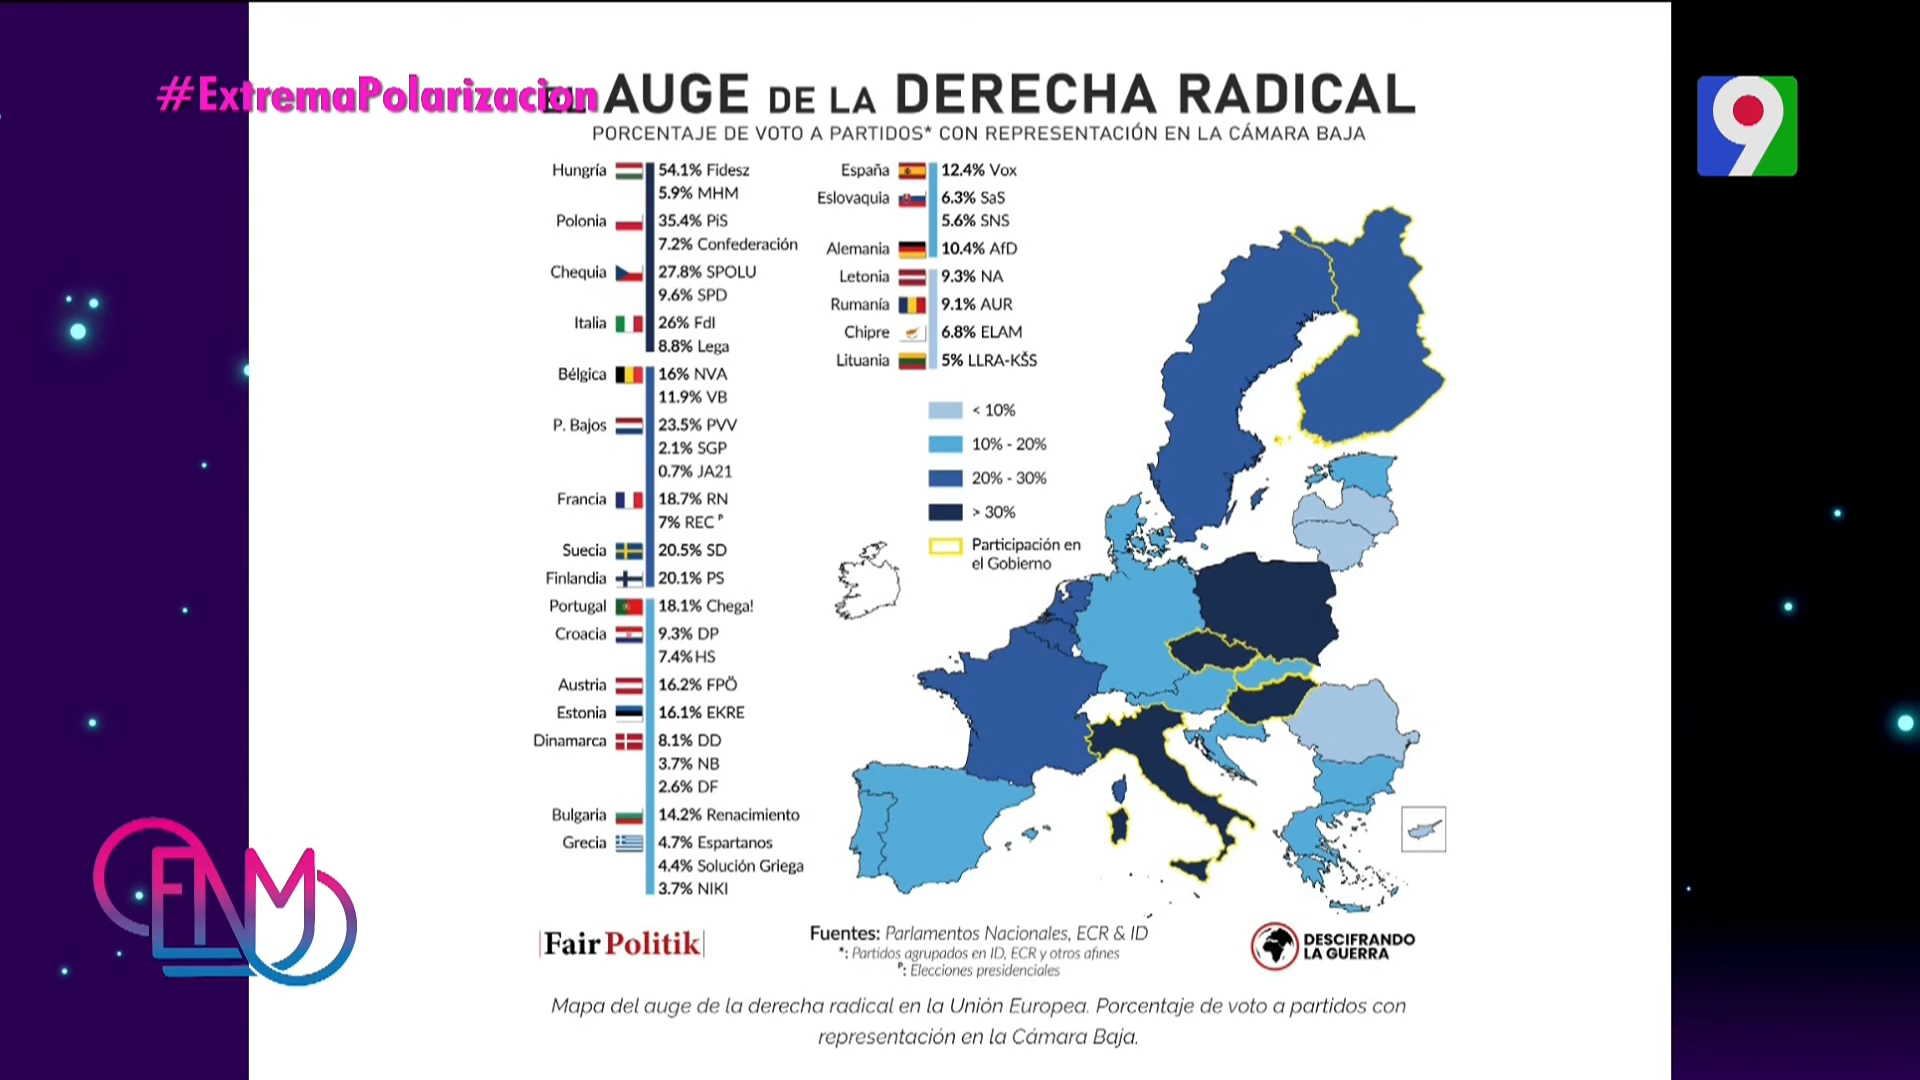 #ExtremaPolarizacion
EL AUGE DE LA DERECHA RADICAL
PORCENTAJE DE VOTO A PARTIDOS* CON REPRESENTACIÓN EN LA CÁMARA BAJA
9
Hungría 54.1% Fidesz
5.9% MHM
Polonia 35.4% PiS
7.2% Confederación
Chequia 27.8% SPOLU
9.6% SPD
Italia 26% FdI
8.8% Lega
Bélgica 16% NVA
11.9% VB
P. Bajos 23.5% PVV
2.1% SGP
0.7% JA21
Francia 18.7% RN
7% REC ᴾ
Suecia 20.5% SD
Finlandia 20.1% PS
Portugal 18.1% Chega!
Croacia 9.3% DP
7.4% HS
Austria 16.2% FPÖ
Estonia 16.1% EKRE
Dinamarca 8.1% DD
3.7% NB
2.6% DF
Bulgaria 14.2% Renacimiento
Grecia 4.7% Espartanos
4.4% Solución Griega
3.7% NIKI
España 12.4% Vox
Eslovaquia 6.3% SaS
5.6% SNS
Alemania 10.4% AfD
Letonia 9.3% NA
Rumanía 9.1% AUR
Chipre 6.8% ELAM
Lituania 5% LLRA-KŠS
< 10%
10% - 20%
20% - 30%
> 30%
Participación en
el Gobierno
ENM
FairPolitik
Fuentes: Parlamentos Nacionales, ECR & ID
*: Partidos agrupados en ID, ECR y otros afines
ᴾ: Elecciones presidenciales
DESCIFRANDO
LA GUERRA
Mapa del auge de la derecha radical en la Unión Europea. Porcentaje de voto a partidos con
representación en la Cámara Baja.